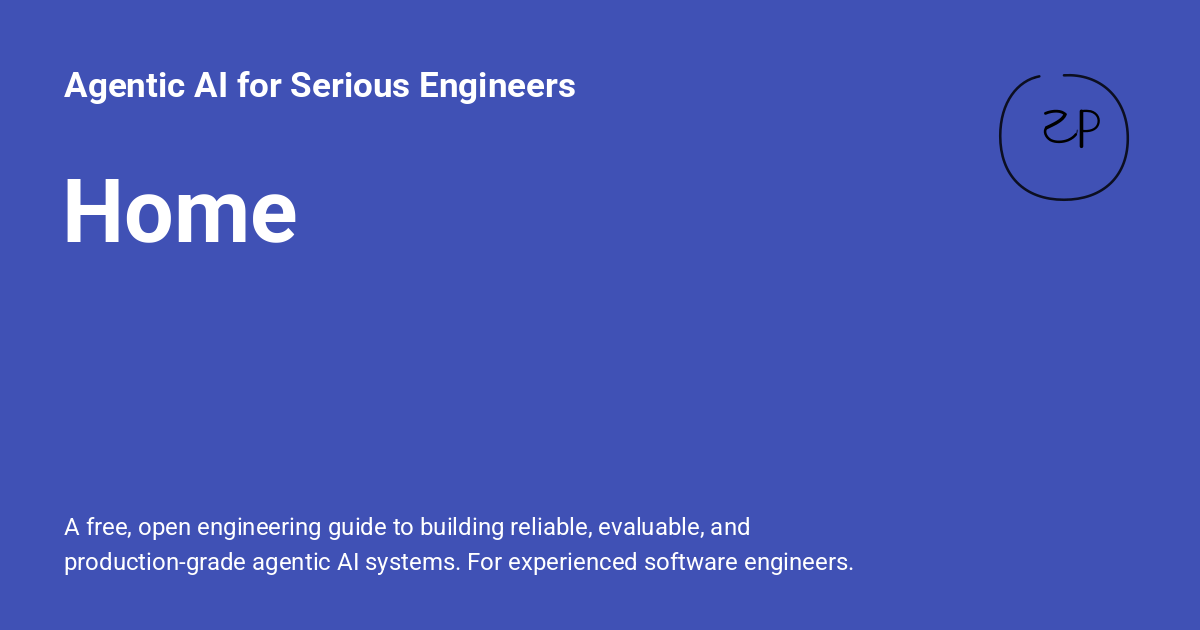 Agentic AI for Serious Engineers
Home
A free, open engineering guide to building reliable, evaluable, and
production-grade agentic AI systems. For experienced software engineers.